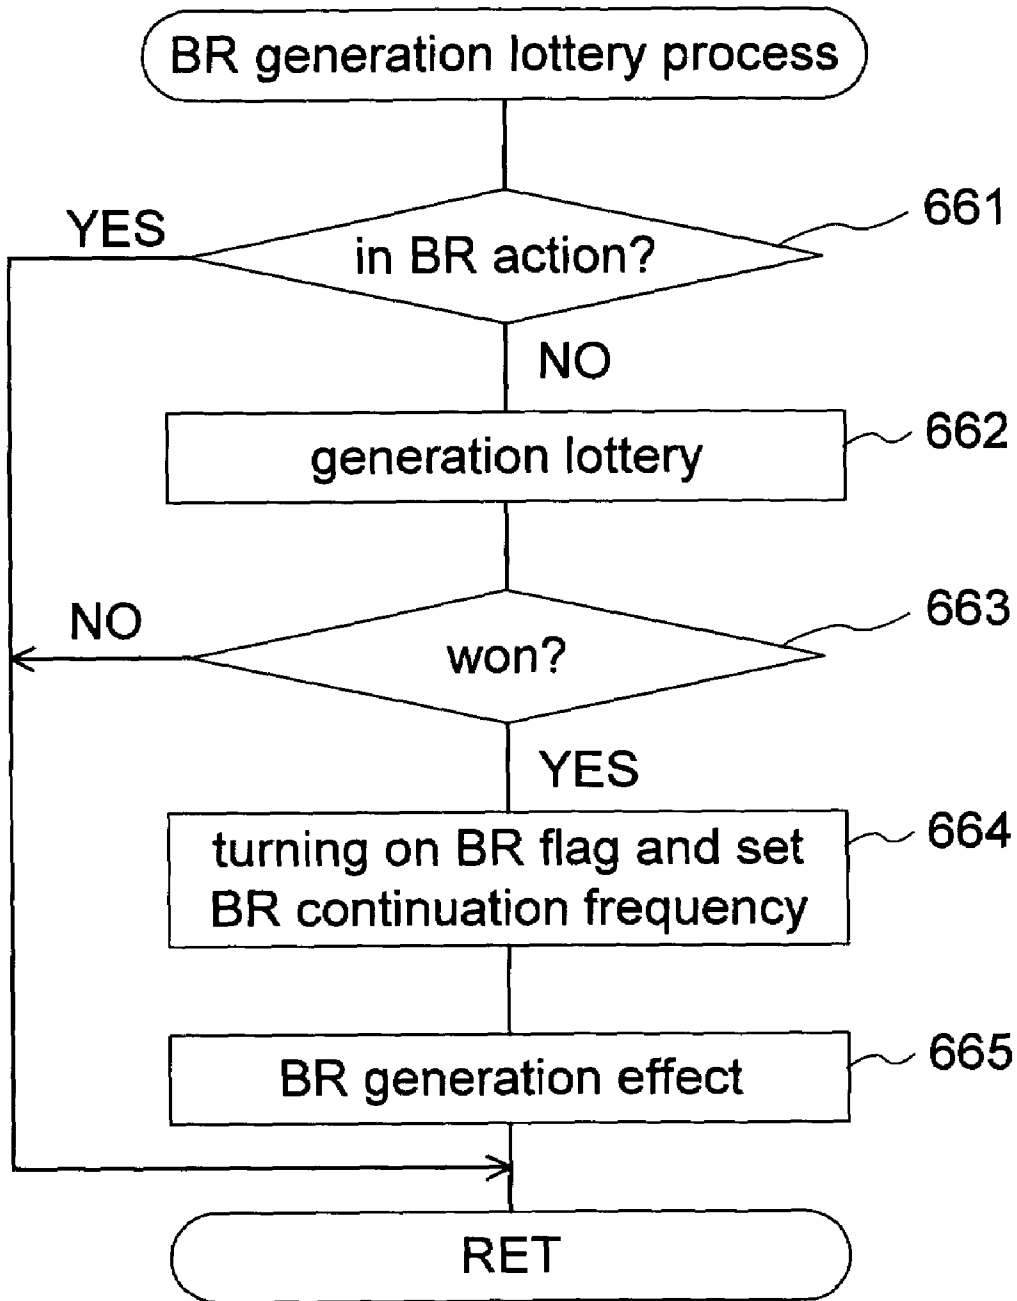 BR generation lottery process
661
YES
in BR action?
NO
662
generation lottery
663
NO
won?
YES
664
turning on BR flag and set
BR continuation frequency
665
BR generation effect
RET